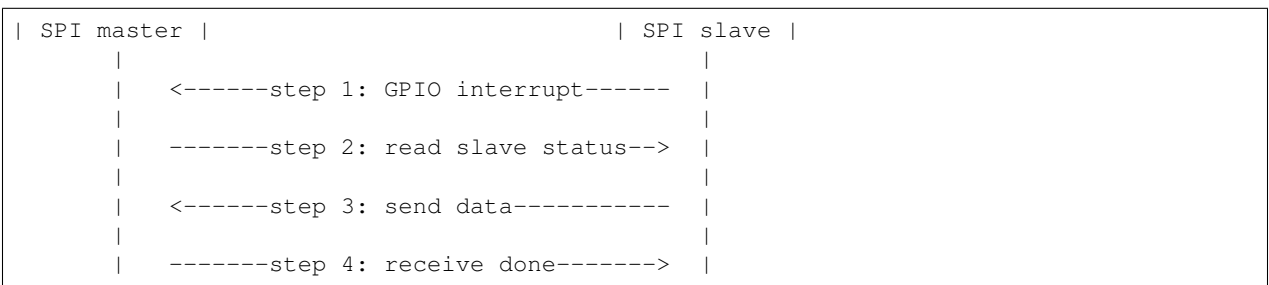 | SPI master |                          | SPI slave |
      |                                     |
      |   <------step 1: GPIO interrupt------  |
      |                                     |
      |   -------step 2: read slave status-->  |
      |                                     |
      |   <------step 3: send data-----------  |
      |                                     |
      |   -------step 4: receive done------->  |